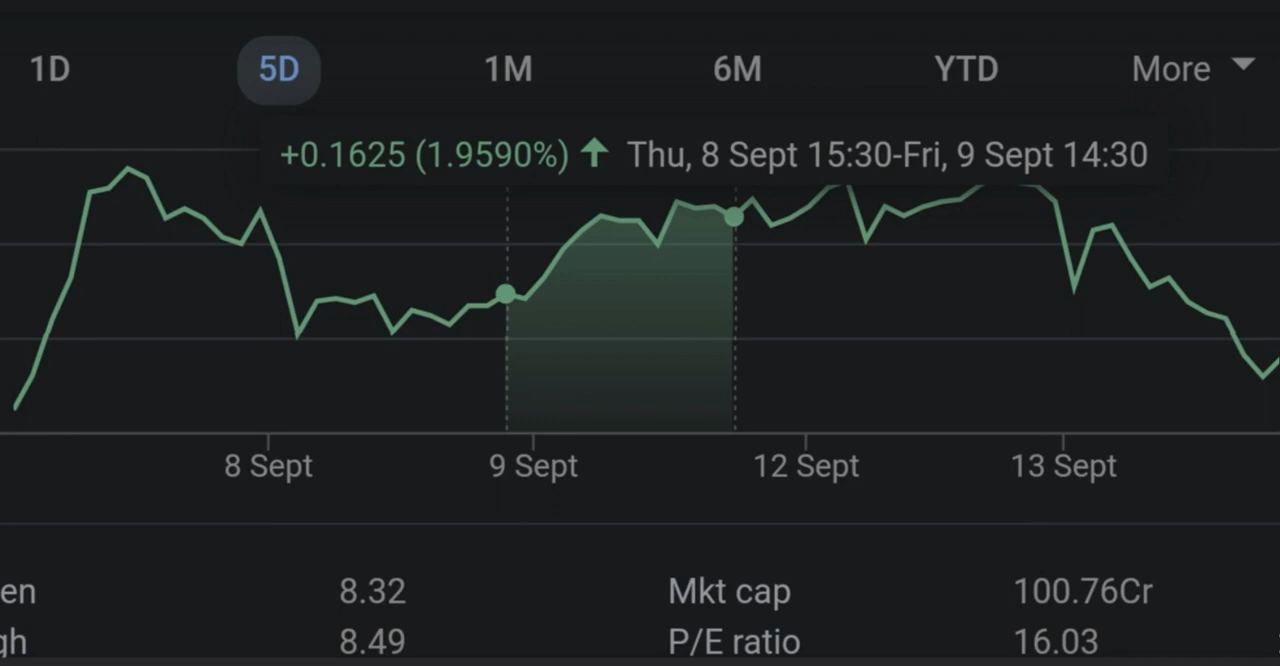 1D 5D 1M 6M YTD More
+0.1625 (1.9590%) ↑ Thu, 8 Sept 15:30-Fri, 9 Sept 14:30
8 Sept 9 Sept 12 Sept 13 Sept
en 8.32 Mkt cap 100.76Cr
gh 8.49 P/E ratio 16.03